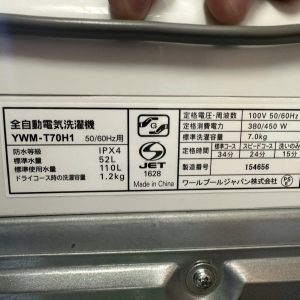 全自動電気洗濯機
YWM-T70H1 50/60Hz用
防水等級 IPX4
標準水量 52L
標準使用水量 110L
ドライコース時の洗濯容量 1.2kg
JET
1628
Made in China
定格電圧・周波数 100V 50/60Hz
定格消費電力 380/450 W
標準洗濯容量 7.0kg
定格時間 標準コース スピードコース 洗いのみ
34分 24分 15分
製造番号 154656
ワールプールジャパン株式会社
PSE